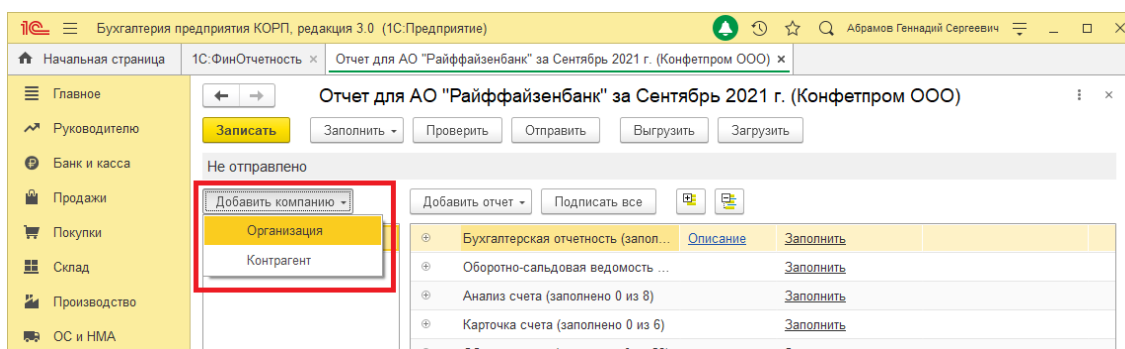 Бухгалтерия предприятия КОРП, редакция 3.0 (1С:Предприятие) Абрамов Геннадий Сергеевич
Начальная страница 1С:ФинОтчетность × Отчет для АО "Райффайзенбанк" за Сентябрь 2021 г. (Конфетпром ООО) ×
Главное
Отчет для АО "Райффайзенбанк" за Сентябрь 2021 г. (Конфетпром ООО)
Руководителю
Записать Заполнить Проверить Отправить Выгрузить Загрузить
Банк и касса
Не отправлено
Продажи
Добавить компанию Добавить отчет Подписать все
Покупки
Организация Бухгалтерская отчетность (запол... Описание Заполнить
Склад
Контрагент Оборотно-сальдовая ведомость ... Заполнить
Производство
Анализ счета (заполнено 0 из 8) Заполнить
ОС и НМА
Карточка счета (заполнено 0 из 6) Заполнить